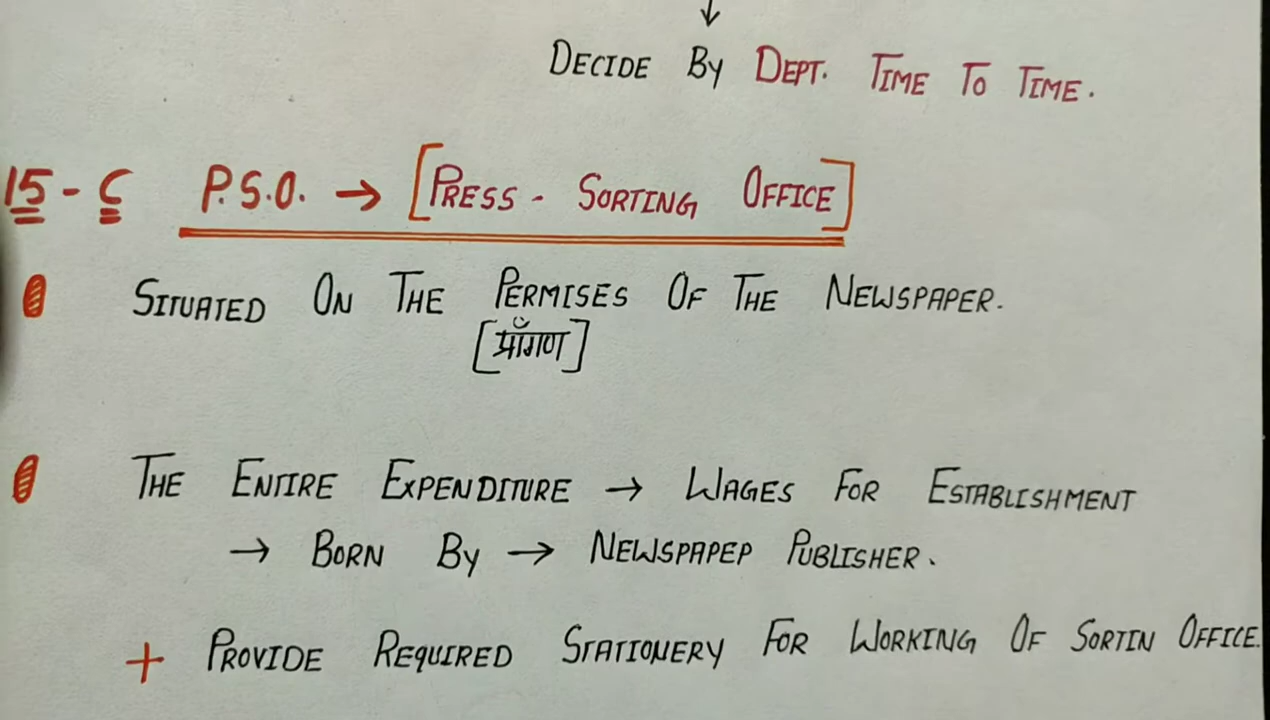 ↓
DECIDE By DEPT. TIME TO TIME.
15 - C P.S.O. → [PRESS - SORTING OFFICE]
SITUATED ON THE PERMISES OF THE NEWSPAPER.
[प्राँगण]
THE ENTIRE EXPENDITURE → WAGES FOR ESTABLISHMENT
→ BORN By → NEWSPAPEP PUBLISHER.
+ PROVIDE REQUIRED STATIONERY FOR WORKING OF SORTIN OFFICE.